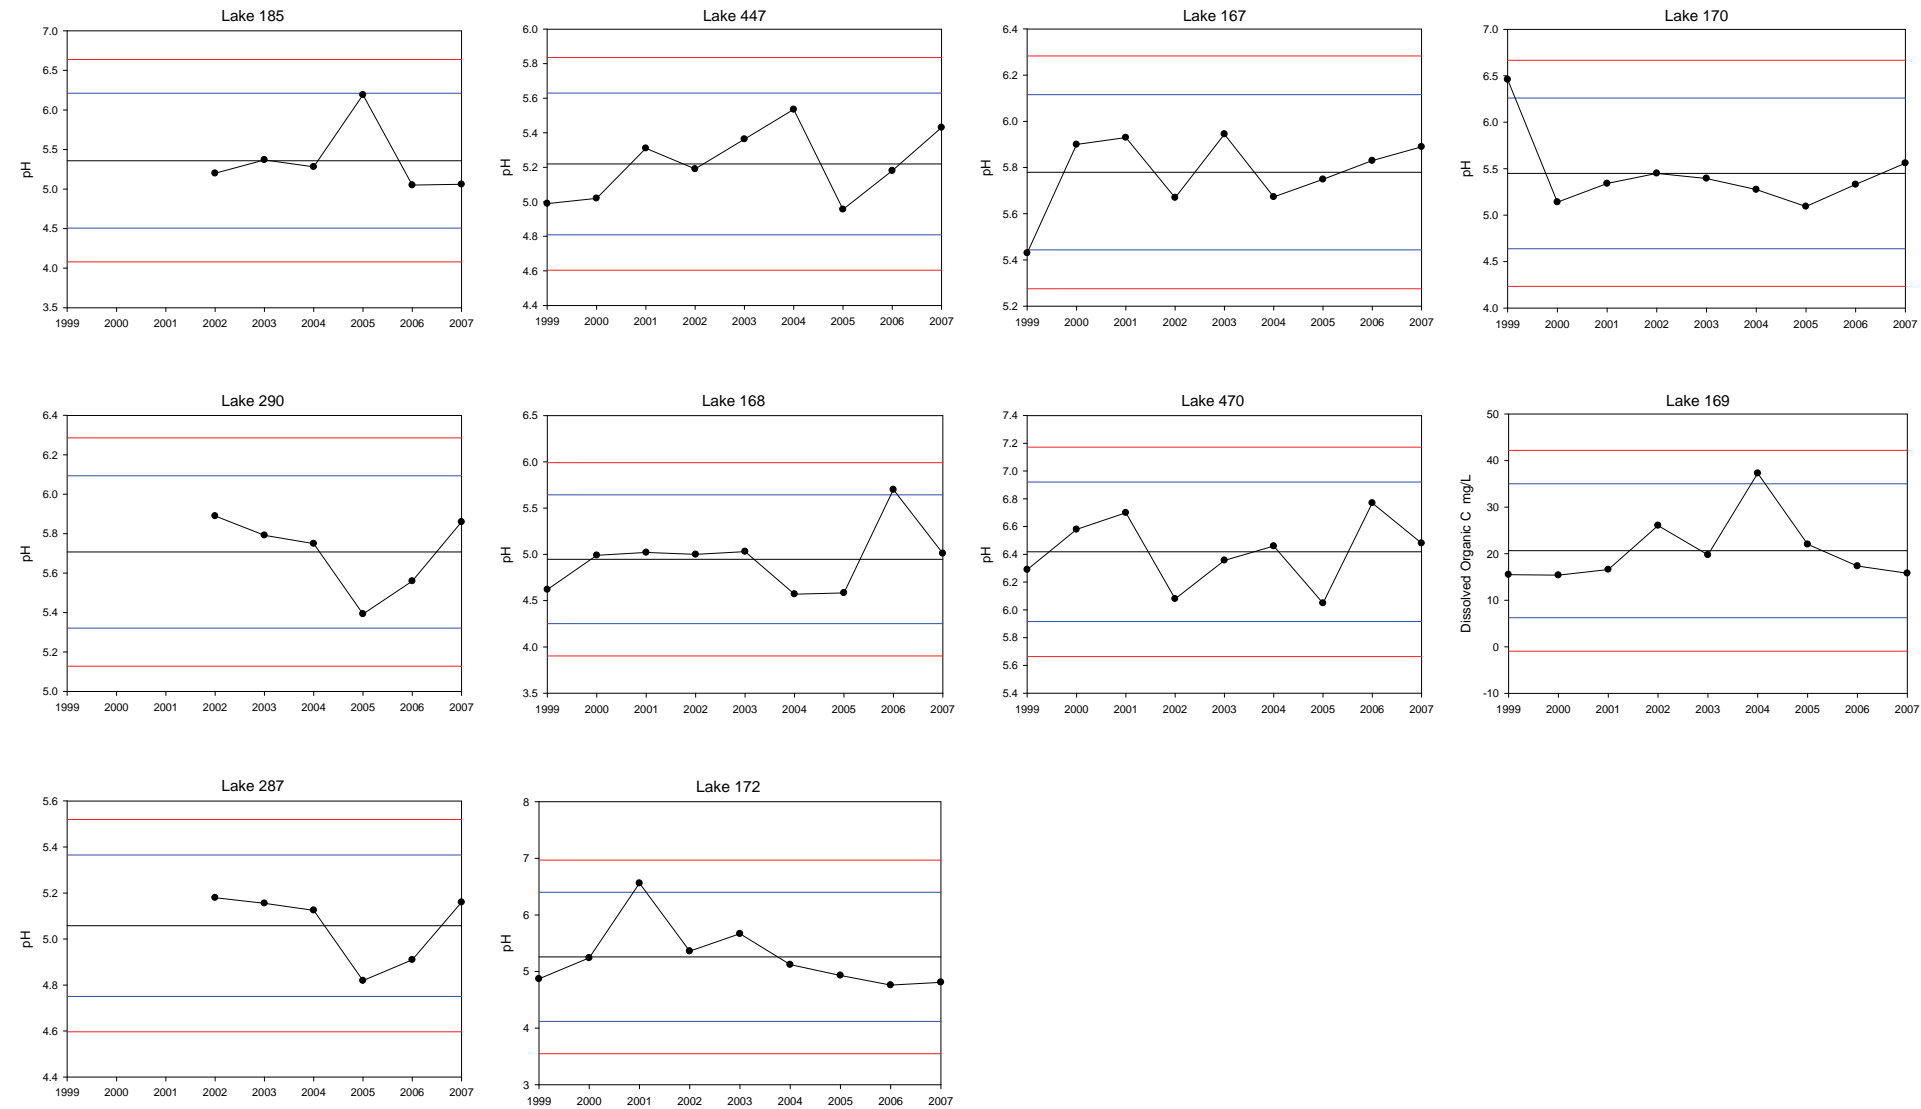 Lake 185
pH
7.0
6.5
6.0
5.5
5.0
4.5
4.0
3.5
1999 2000 2001 2002 2003 2004 2005 2006 2007
Lake 447
pH
6.0
5.8
5.6
5.4
5.2
5.0
4.8
4.6
4.4
1999 2000 2001 2002 2003 2004 2005 2006 2007
Lake 167
pH
6.4
6.2
6.0
5.8
5.6
5.4
5.2
1999 2000 2001 2002 2003 2004 2005 2006 2007
Lake 170
pH
7.0
6.5
6.0
5.5
5.0
4.5
4.0
1999 2000 2001 2002 2003 2004 2005 2006 2007
Lake 290
pH
6.4
6.2
6.0
5.8
5.6
5.4
5.2
5.0
1999 2000 2001 2002 2003 2004 2005 2006 2007
Lake 168
pH
6.5
6.0
5.5
5.0
4.5
4.0
3.5
1999 2000 2001 2002 2003 2004 2005 2006 2007
Lake 470
pH
7.4
7.2
7.0
6.8
6.6
6.4
6.2
6.0
5.8
5.6
5.4
1999 2000 2001 2002 2003 2004 2005 2006 2007
Lake 169
Dissolved Organic C mg/L
50
40
30
20
10
0
-10
1999 2000 2001 2002 2003 2004 2005 2006 2007
Lake 287
pH
5.6
5.4
5.2
5.0
4.8
4.6
4.4
1999 2000 2001 2002 2003 2004 2005 2006 2007
Lake 172
pH
8
7
6
5
4
3
1999 2000 2001 2002 2003 2004 2005 2006 2007